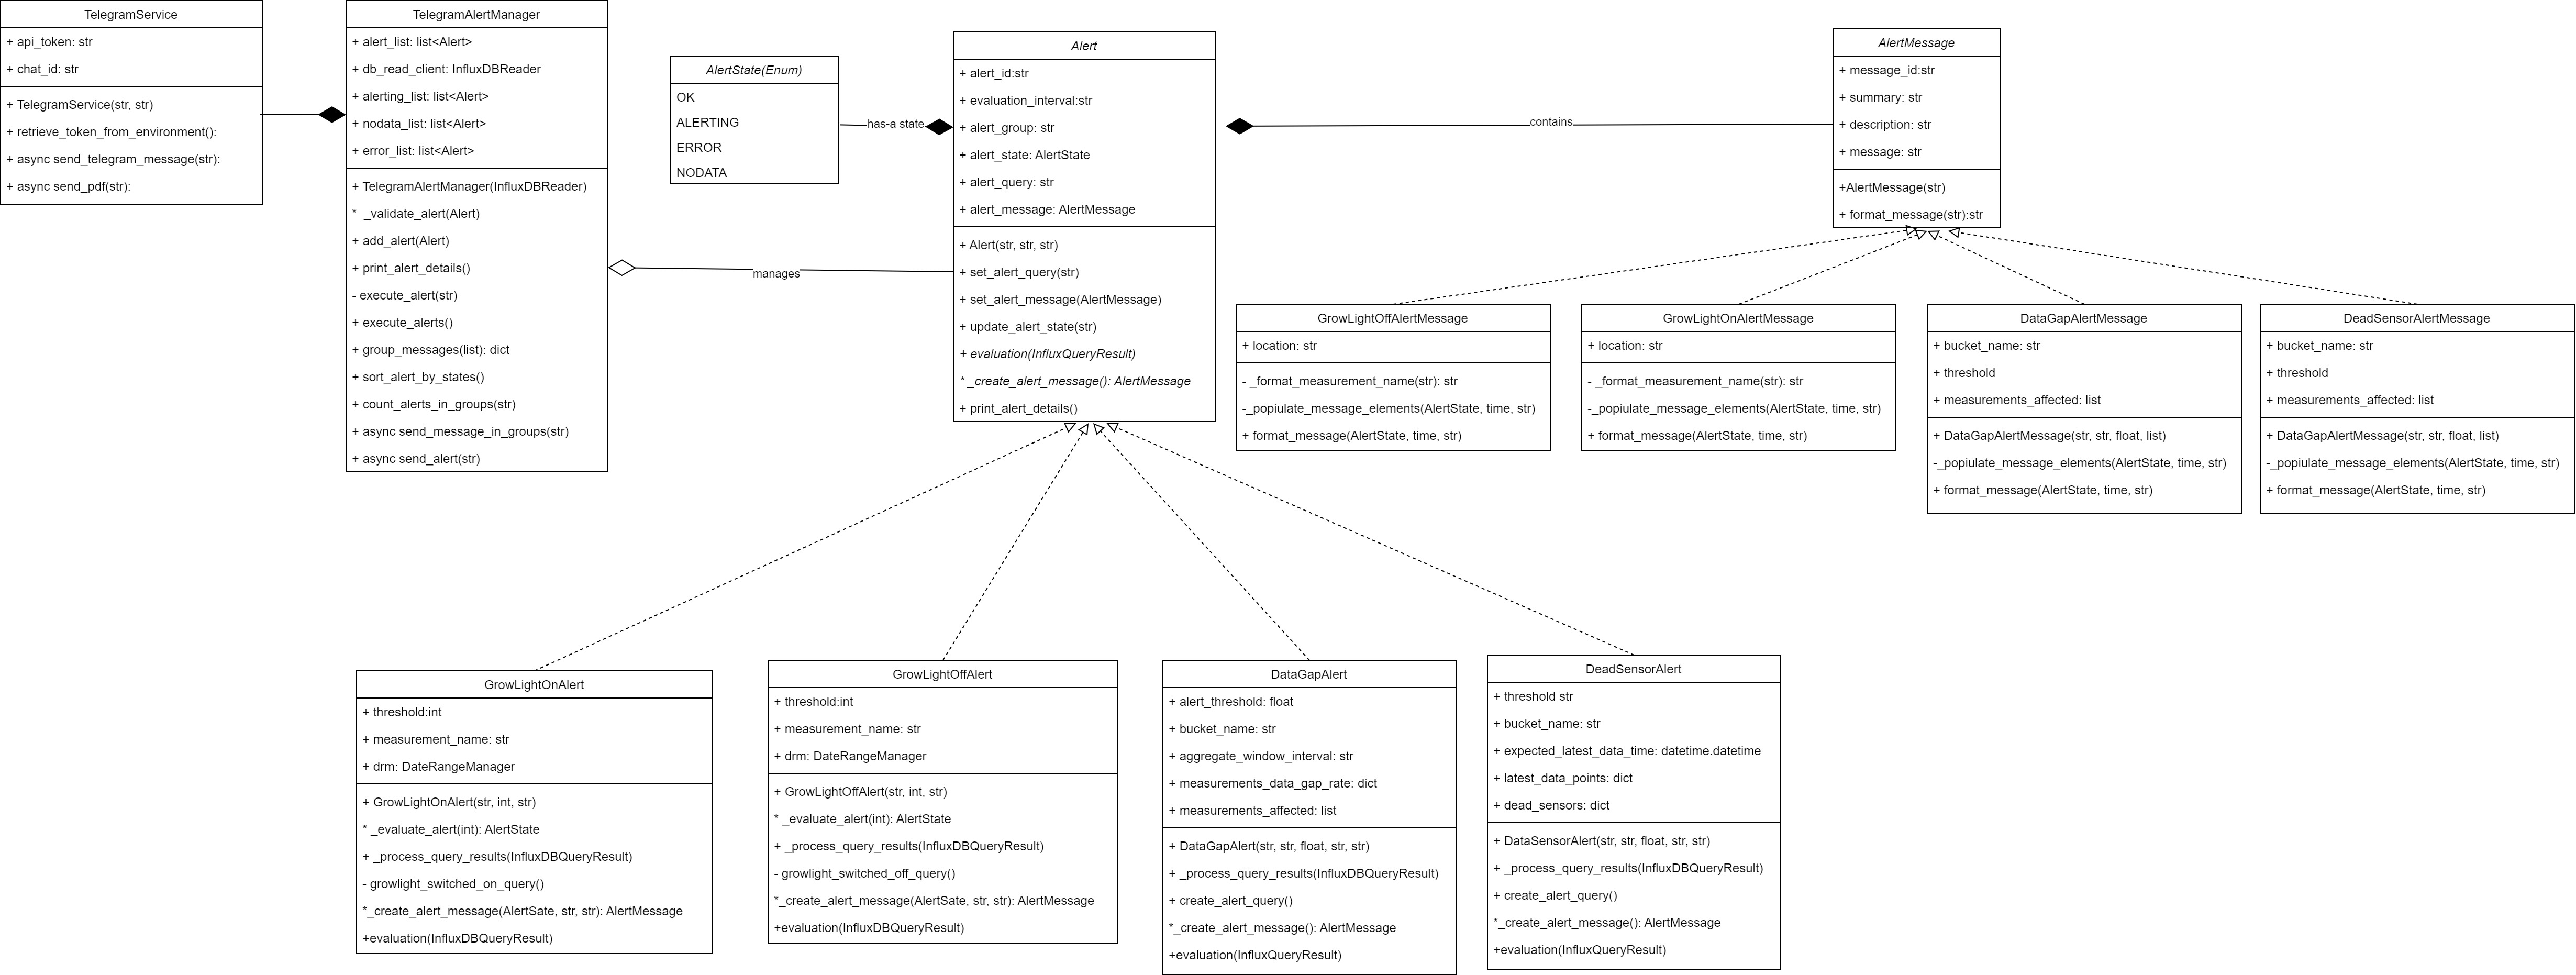 TelegramService
+ api_token: str
+ chat_id: str
+ TelegramService(str, str)
+ retrieve_token_from_environment():
+ async send_telegram_message(str):
+ async send_pdf(str):
TelegramAlertManager
+ alert_list: list<Alert>
+ db_read_client: InfluxDBReader
+ alerting_list: list<Alert>
+ nodata_list: list<Alert>
+ error_list: list<Alert>
+ TelegramAlertManager(InfluxDBReader)
* _validate_alert(Alert)
+ add_alert(Alert)
+ print_alert_details()
- execute_alert(str)
+ execute_alerts()
+ group_messages(list): dict
+ sort_alert_by_states()
+ count_alerts_in_groups(str)
+ async send_message_in_groups(str)
+ async send_alert(str)
AlertState(Enum)
OK
ALERTING
ERROR
NODATA
has-a state
manages
Alert
+ alert_id:str
+ evaluation_interval:str
+ alert_group: str
+ alert_state: AlertState
+ alert_query: str
+ alert_message: AlertMessage
+ Alert(str, str, str)
+ set_alert_query(str)
+ set_alert_message(AlertMessage)
+ update_alert_state(str)
+ evaluation(InfluxQueryResult)
* _create_alert_message(): AlertMessage
+ print_alert_details()
contains
AlertMessage
+ message_id:str
+ summary: str
+ description: str
+ message: str
+AlertMessage(str)
+ format_message(str):str
GrowLightOffAlertMessage
+ location: str
- _format_measurement_name(str): str
-_popiulate_message_elements(AlertState, time, str)
+ format_message(AlertState, time, str)
GrowLightOnAlertMessage
+ location: str
- _format_measurement_name(str): str
-_popiulate_message_elements(AlertState, time, str)
+ format_message(AlertState, time, str)
DataGapAlertMessage
+ bucket_name: str
+ threshold
+ measurements_affected: list
+ DataGapAlertMessage(str, str, float, list)
-_popiulate_message_elements(AlertState, time, str)
+ format_message(AlertState, time, str)
DeadSensorAlertMessage
+ bucket_name: str
+ threshold
+ measurements_affected: list
+ DataGapAlertMessage(str, str, float, list)
-_popiulate_message_elements(AlertState, time, str)
+ format_message(AlertState, time, str)
GrowLightOnAlert
+ threshold:int
+ measurement_name: str
+ drm: DateRangeManager
+ GrowLightOnAlert(str, int, str)
* _evaluate_alert(int): AlertState
+ _process_query_results(InfluxDBQueryResult)
- growlight_switched_on_query()
*_create_alert_message(AlertSate, str, str): AlertMessage
+evaluation(InfluxDBQueryResult)
GrowLightOffAlert
+ threshold:int
+ measurement_name: str
+ drm: DateRangeManager
+ GrowLightOffAlert(str, int, str)
* _evaluate_alert(int): AlertState
+ _process_query_results(InfluxDBQueryResult)
- growlight_switched_off_query()
*_create_alert_message(AlertSate, str, str): AlertMessage
+evaluation(InfluxDBQueryResult)
DataGapAlert
+ alert_threshold: float
+ bucket_name: str
+ aggregate_window_interval: str
+ measurements_data_gap_rate: dict
+ measurements_affected: list
+ DataGapAlert(str, str, float, str, str)
+ _process_query_results(InfluxDBQueryResult)
+ create_alert_query()
*_create_alert_message(): AlertMessage
+evaluation(InfluxQueryResult)
DeadSensorAlert
+ threshold str
+ bucket_name: str
+ expected_latest_data_time: datetime.datetime
+ latest_data_points: dict
+ dead_sensors: dict
+ DataSensorAlert(str, str, float, str, str)
+ _process_query_results(InfluxDBQueryResult)
+ create_alert_query()
*_create_alert_message(): AlertMessage
+evaluation(InfluxQueryResult)